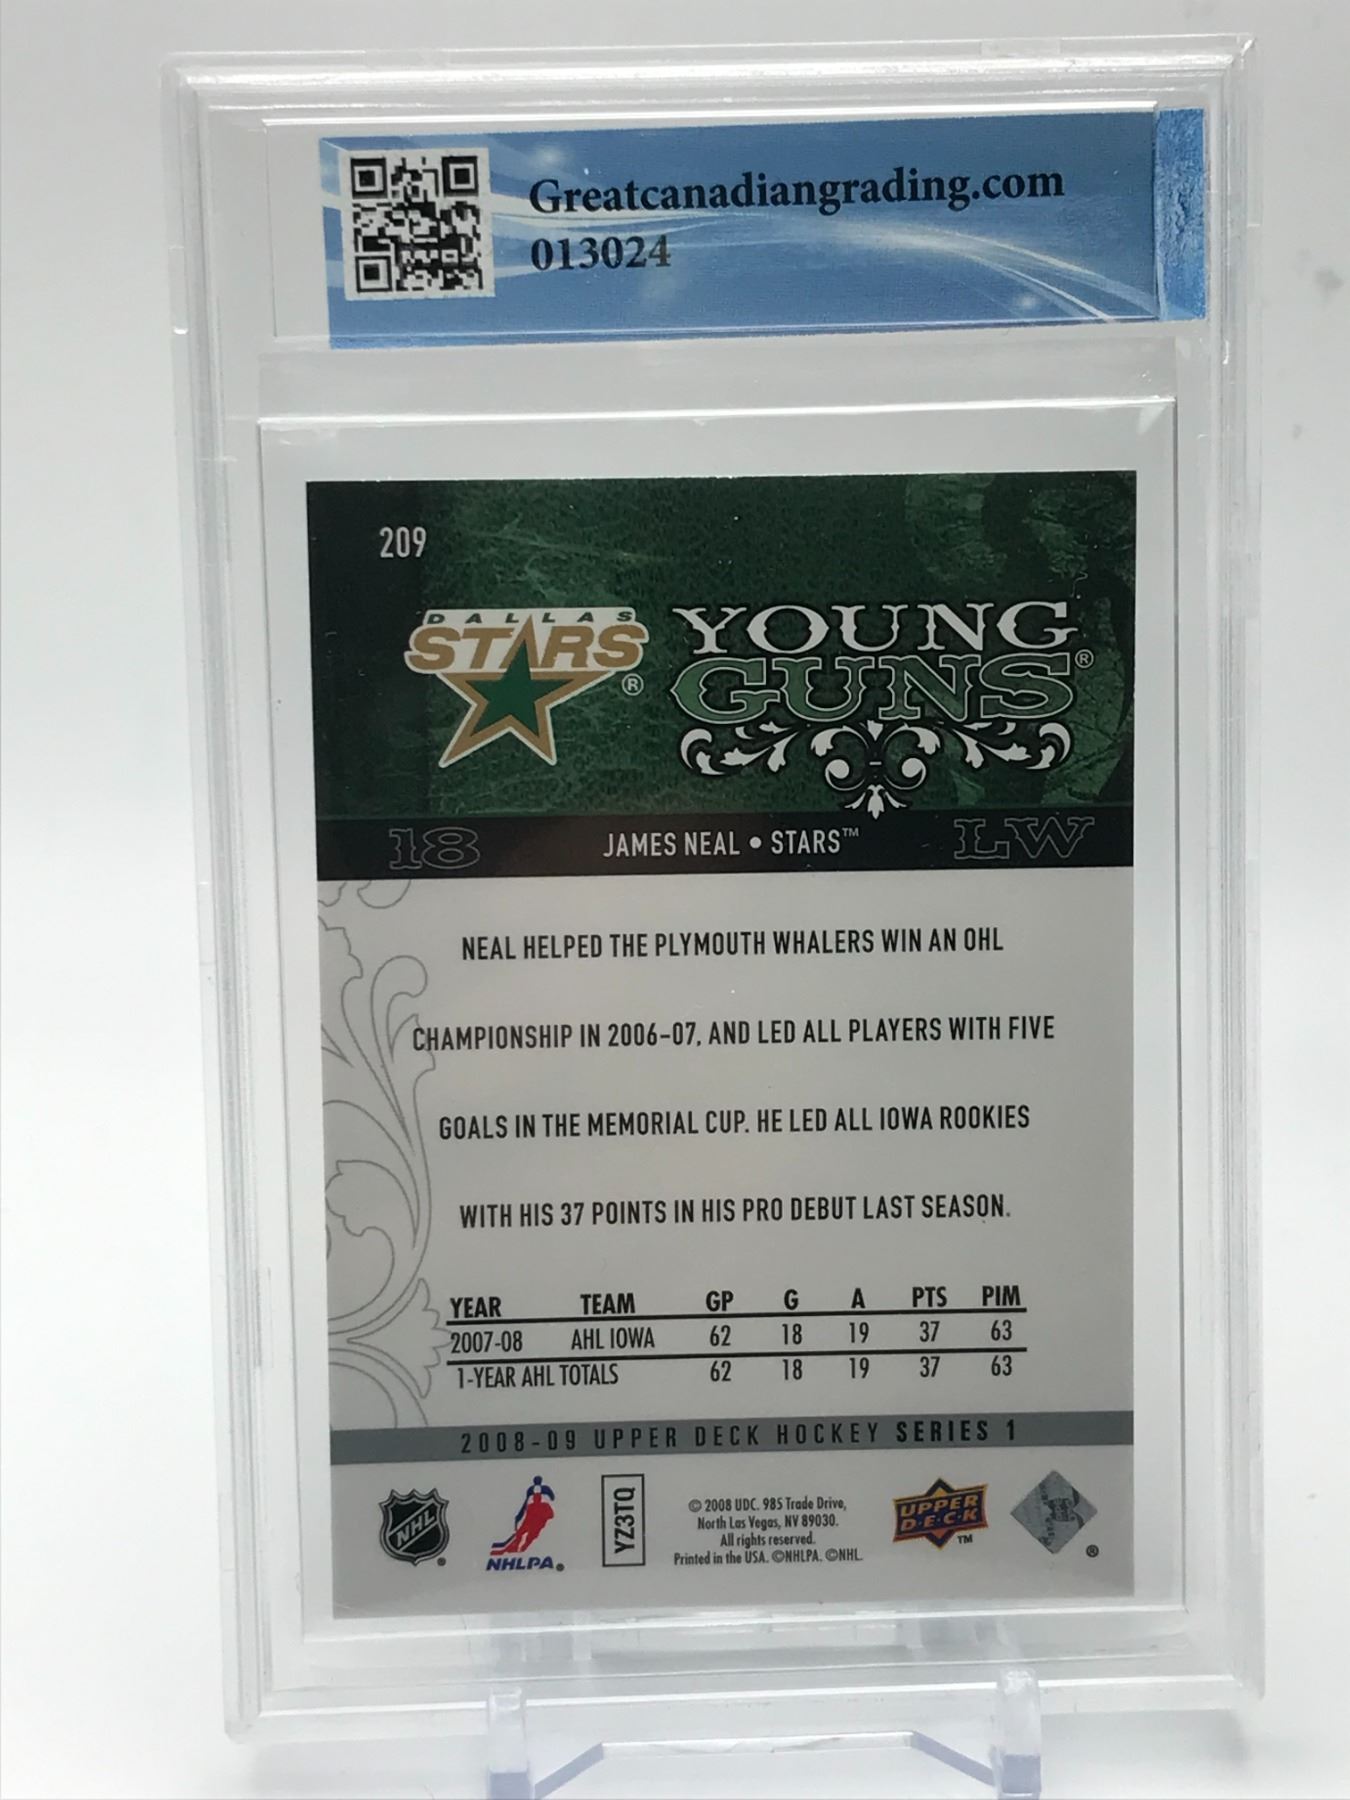 Greatcanadiangrading.com
013024
209
DALLAS
STARS®
YOUNG
GUNS®
18
JAMES NEAL • STARS™
LW
NEAL HELPED THE PLYMOUTH WHALERS WIN AN OHL
CHAMPIONSHIP IN 2006-07, AND LED ALL PLAYERS WITH FIVE
GOALS IN THE MEMORIAL CUP. HE LED ALL IOWA ROOKIES
WITH HIS 37 POINTS IN HIS PRO DEBUT LAST SEASON.
YEAR TEAM GP G A PTS PIM
2007-08 AHL IOWA 62 18 19 37 63
1-YEAR AHL TOTALS 62 18 19 37 63
2008-09 UPPER DECK HOCKEY SERIES 1
NHL®
NHLPA®
YZ3TQ
© 2008 UDC. 985 Trade Drive,
North Las Vegas, NV 89030.
All rights reserved.
Printed in the USA. ©NHLPA. ©NHL.
UPPER
DECK™
®